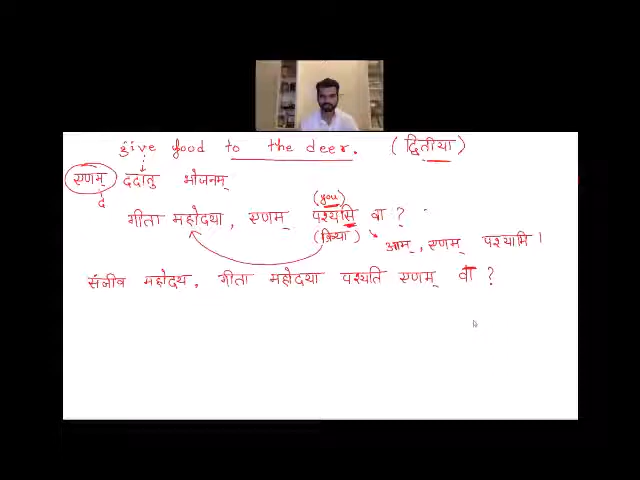 give food to the deer. (द्वितीया)
एणम् ददातु भोजनम्
दे
(you)
गीता महोदया, एणम् पश्यसि वा ?
(क्रिया)
आम्, एणम् पश्यामि ।
संजीव महोदय, गीता महोदया पश्यति एणम् वा ?